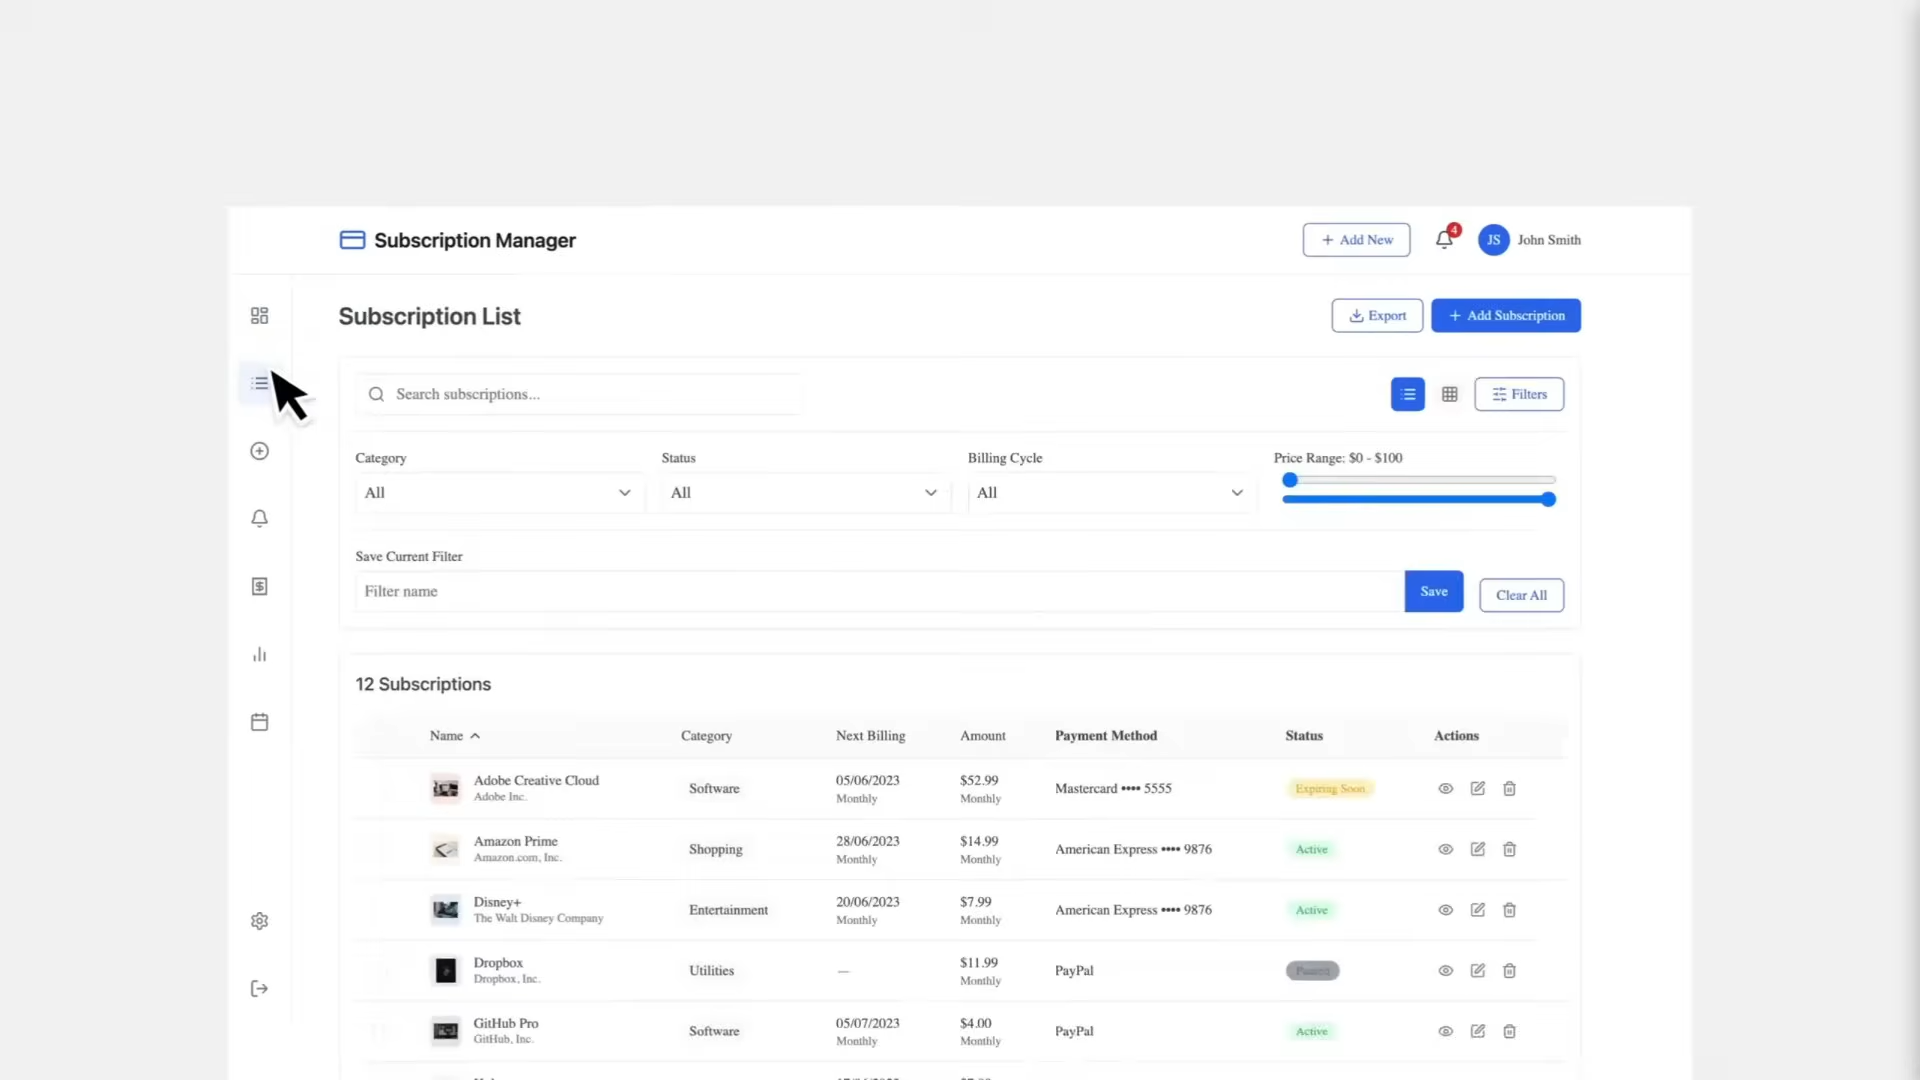 Subscription Manager
+ Add New
4
JS
John Smith
Subscription List
Export
+ Add Subscription
Search subscriptions...
Filters
Category
Status
Billing Cycle
Price Range: $0 - $100
All
All
All
Save Current Filter
Filter name
Save
Clear All
12 Subscriptions
Name Category Next Billing Amount Payment Method Status Actions
Adobe Creative Cloud
Adobe Inc.
Software
05/06/2023
Monthly
$52.99
Monthly
Mastercard •••• 5555
Expiring Soon
Amazon Prime
Amazon.com, Inc.
Shopping
28/06/2023
Monthly
$14.99
Monthly
American Express •••• 9876
Active
Disney+
The Walt Disney Company
Entertainment
20/06/2023
Monthly
$7.99
Monthly
American Express •••• 9876
Active
Dropbox
Dropbox, Inc.
Utilities
—
$11.99
Monthly
PayPal
Paused
GitHub Pro
GitHub, Inc.
Software
05/07/2023
Monthly
$4.00
Monthly
PayPal
Active